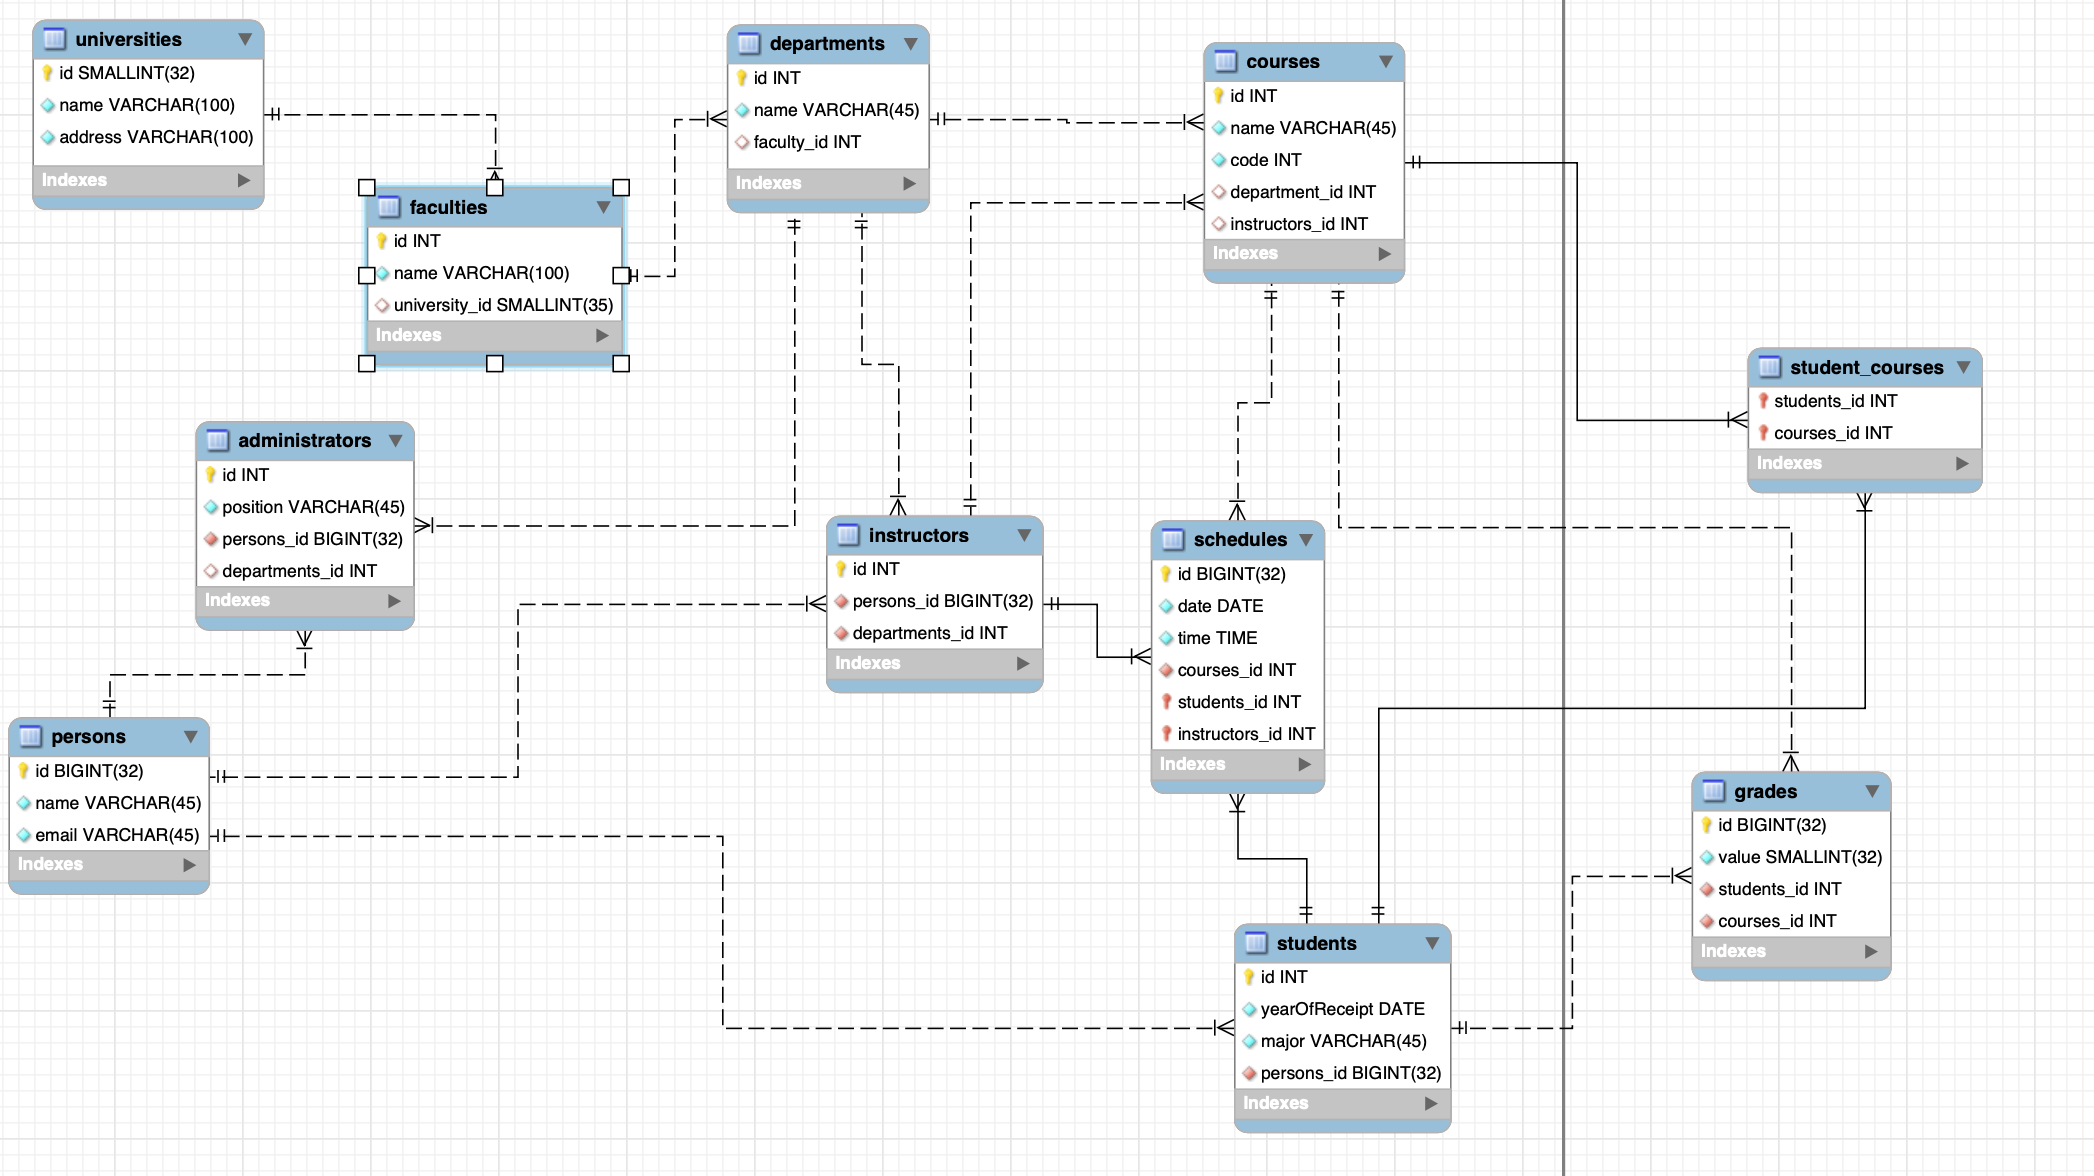 universities
id SMALLINT(32)
name VARCHAR(100)
address VARCHAR(100)
Indexes
faculties
id INT
name VARCHAR(100)
university_id SMALLINT(35)
Indexes
departments
id INT
name VARCHAR(45)
faculty_id INT
Indexes
courses
id INT
name VARCHAR(45)
code INT
department_id INT
instructors_id INT
Indexes
student_courses
students_id INT
courses_id INT
Indexes
administrators
id INT
position VARCHAR(45)
persons_id BIGINT(32)
departments_id INT
Indexes
instructors
id INT
persons_id BIGINT(32)
departments_id INT
Indexes
schedules
id BIGINT(32)
date DATE
time TIME
courses_id INT
students_id INT
instructors_id INT
Indexes
persons
id BIGINT(32)
name VARCHAR(45)
email VARCHAR(45)
Indexes
grades
id BIGINT(32)
value SMALLINT(32)
students_id INT
courses_id INT
Indexes
students
id INT
yearOfReceipt DATE
major VARCHAR(45)
persons_id BIGINT(32)
Indexes